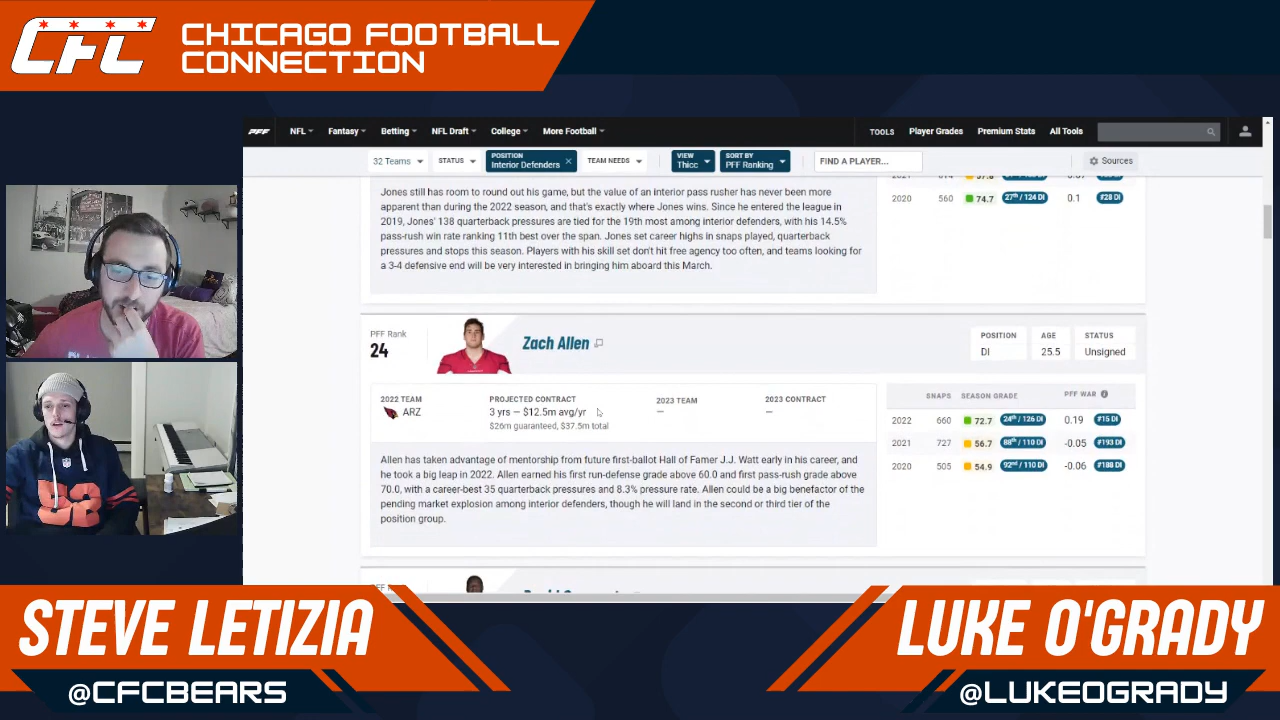 CFC
CHICAGO FOOTBALL
CONNECTION
PFF
NFL
Fantasy
Betting
NFL Draft
College
More Football
TOOLS
Player Grades
Premium Stats
All Tools
32 Teams
STATUS
POSITION
Interior Defenders
TEAM NEEDS
VIEW
Thicc
SORT BY
PFF Ranking
FIND A PLAYER...
Sources
Jones still has room to round out his game, but the value of an interior pass rusher has never been more
apparent than during the 2022 season, and that's exactly where Jones wins. Since he entered the league in
2019, Jones' 138 quarterback pressures are tied for the 19th most among interior defenders, with his 14.5%
pass-rush win rate ranking 11th best over the span. Jones set career highs in snaps played, quarterback
pressures and stops this season. Players with his skill set don't hit free agency too often, and teams looking for
a 3-4 defensive end will be very interested in bringing him aboard this March.
2020 560 74.7 27th / 124 DI 0.1 #28 DI
PFF Rank
24
Zach Allen
POSITION AGE STATUS
DI 25.5 Unsigned
2022 TEAM PROJECTED CONTRACT 2023 TEAM 2023 CONTRACT
ARZ 3 yrs – $12.5m avg/yr – –
$26m guaranteed, $37.5m total
SNAPS SEASON GRADE PFF WAR
2022 660 72.7 24th / 126 DI 0.19 #15 DI
2021 727 56.7 88th / 110 DI -0.05 #193 DI
2020 505 54.9 92nd / 110 DI -0.06 #188 DI
Allen has taken advantage of mentorship from future first-ballot Hall of Famer J.J. Watt early in his career, and
he took a big leap in 2022. Allen earned his first run-defense grade above 60.0 and first pass-rush grade above
70.0, with a career-best 35 quarterback pressures and 8.3% pressure rate. Allen could be a big benefactor of the
pending market explosion among interior defenders, though he will land in the second or third tier of the
position group.
STEVE LETIZIA
@CFCBEARS
LUKE O'GRADY
@LUKEOGRADY